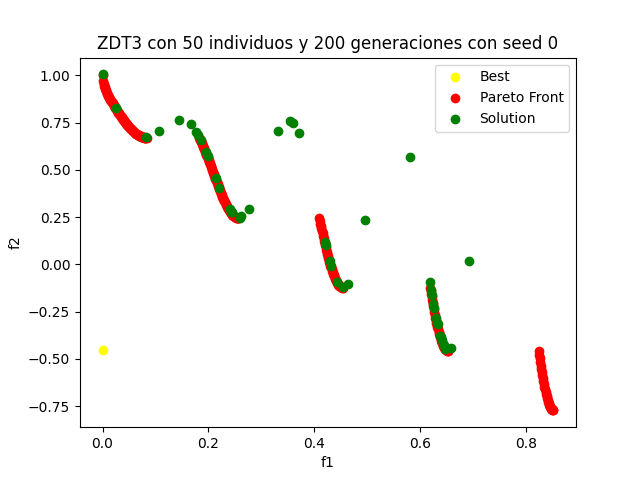 ZDT3 con 50 individuos y 200 generaciones con seed 0
Best
Pareto Front
Solution
1.00
0.75
0.50
0.25
0.00
−0.25
−0.50
−0.75
f2
0.0
0.2
0.4
0.6
0.8
f1